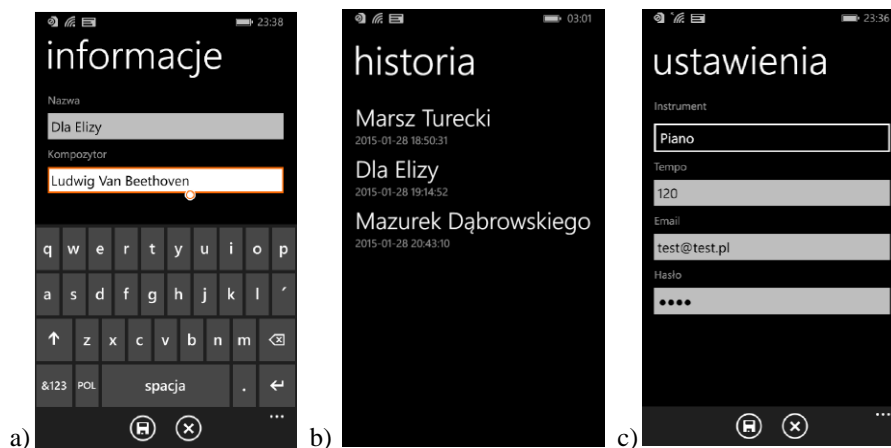 23:38
informacje
Nazwa
Dla Elizy
Kompozytor
Ludwig Van Beethoven
q w e r t y u i o p
a s d f g h j k l ´
z x c v b n m
&123 POL spacja . 
...
a)
03:01
historia
Marsz Turecki
2015-01-28 18:50:31
Dla Elizy
2015-01-28 19:14:52
Mazurek Dąbrowskiego
2015-01-28 20:43:10
b)
23:36
ustawienia
Instrument
Piano
Tempo
120
Email
test@test.pl
Hasło
••••
...
c)